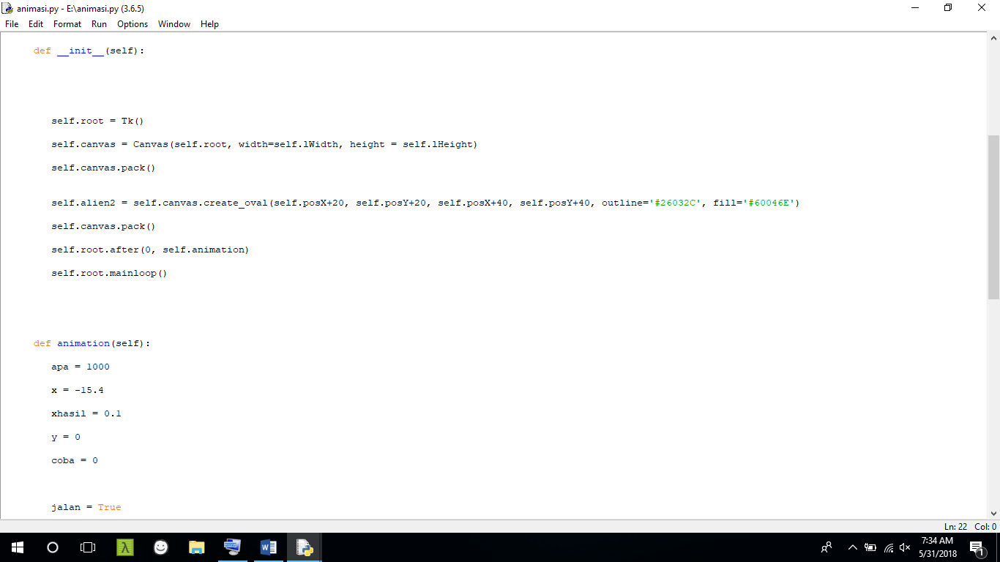 animasi.py - E:\animasi.py (3.6.5)
File Edit Format Run Options Window Help
def __init__(self):
self.root = Tk()
self.canvas = Canvas(self.root, width=self.lWidth, height = self.lHeight)
self.canvas.pack()
self.alien2 = self.canvas.create_oval(self.posX+20, self.posY+20, self.posX+40, self.posY+40, outline='#26032C', fill='#60046E')
self.canvas.pack()
self.root.after(0, self.animation)
self.root.mainloop()
def animation(self):
apa = 1000
x = -15.4
xhasil = 0.1
y = 0
coba = 0
jalan = True
Ln: 22 Col: 0
7:34 AM
5/31/2018
1